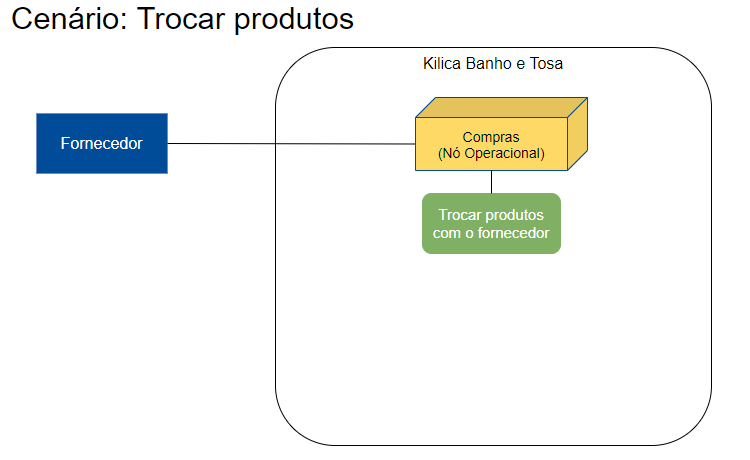 Cenário: Trocar produtos
Kilica Banho e Tosa
Fornecedor
Compras
(Nó Operacional)
Trocar produtos
com o fornecedor